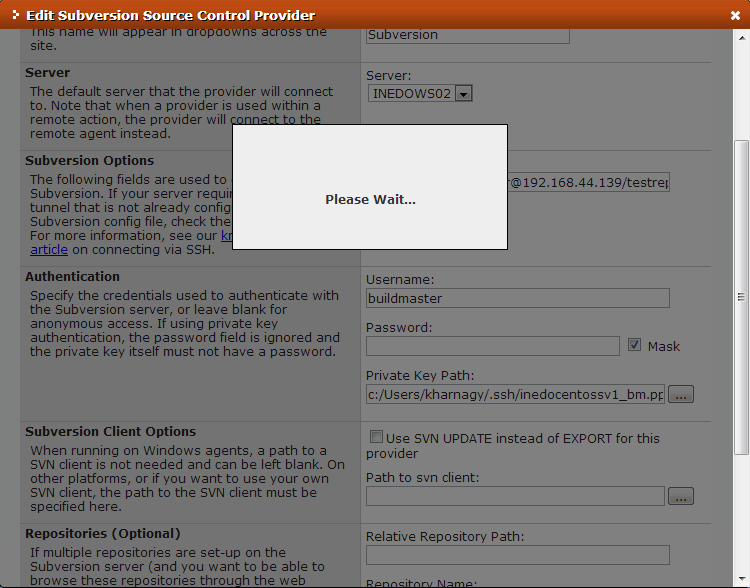 Edit Subversion Source Control Provider
This name will appear in dropdowns across the
site.
Subversion
Server
The default server that the provider will connect
to. Note that when a provider is used within a
remote action, the provider will connect to the
remote agent instead.
Server:
INEDOWS02
Subversion Options
The following fields are used to
Subversion. If your server requi
tunnel that is not already config
Subversion config file, check the
For more information, see our
article on connecting via SSH.
r@192.168.44.139/testrep
Please Wait...
Authentication
Specify the credentials used to authenticate with
the Subversion server, or leave blank for
anonymous access. If using private key
authentication, the password field is ignored and
the private key itself must not have a password.
Username:
buildmaster
Password:
Mask
Private Key Path:
c:/Users/kharnagy/.ssh/inedocentossv1_bm.pp
...
Subversion Client Options
When running on Windows agents, a path to a
SVN client is not needed and can be left blank. On
other platforms, or if you want to use your own
SVN client, the path to the SVN client must be
specified here.
Use SVN UPDATE instead of EXPORT for this
provider
Path to svn client:
...
Repositories (Optional)
If multiple repositories are set-up on the
Subversion server (and you want to be able to
browse these repositories through the web
Relative Repository Path:
Repository Name: